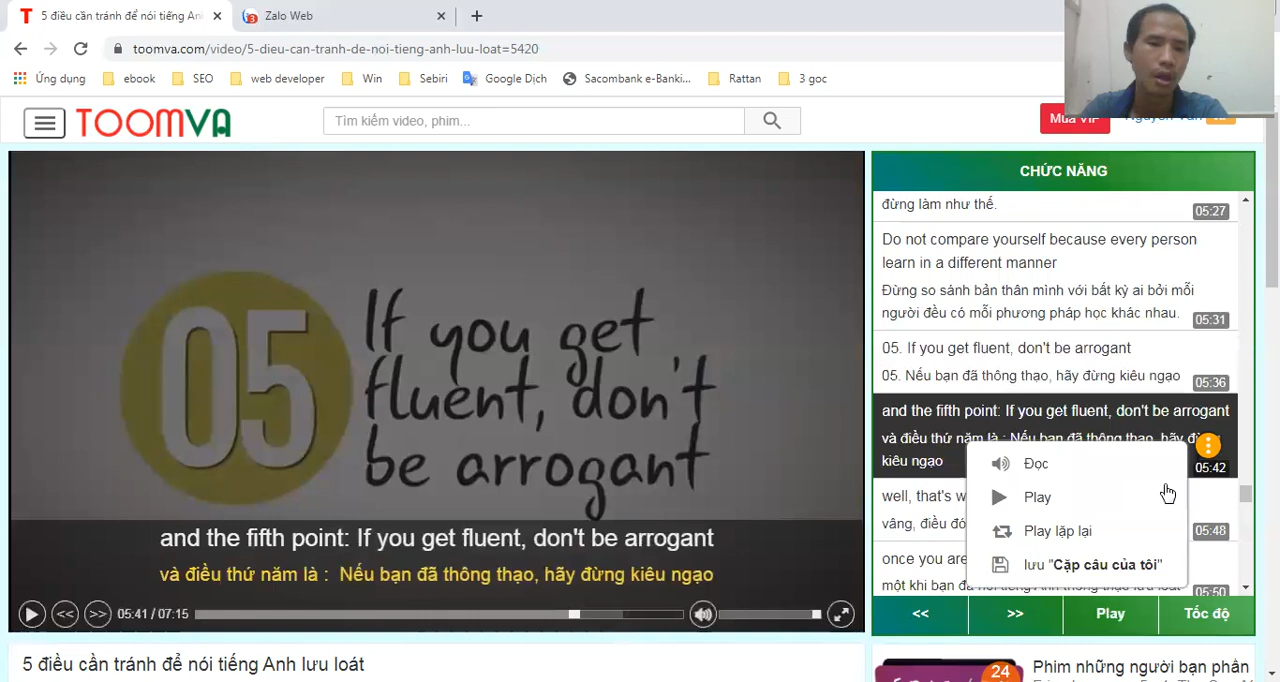 5 điều cần tránh để nói tiếng Anh
Zalo Web
toomva.com/video/5-dieu-can-tranh-de-noi-tieng-anh-luu-loat=5420
Ứng dụng ebook SEO web developer Win Sebiri Google Dịch Sacombank e-Banki... Rattan 3 goc
TOOMVA
Tìm kiếm video, phim...
Mua VIP
05
If you get
fluent, don't
be arrogant
and the fifth point: If you get fluent, don't be arrogant
và điều thứ năm là : Nếu bạn đã thông thạo, hãy đừng kiêu ngạo
05:41 / 07:15
CHỨC NĂNG
đừng làm như thế.
05:27
Do not compare yourself because every person
learn in a different manner
Đừng so sánh bản thân mình với bất kỳ ai bởi mỗi
người đều có mỗi phương pháp học khác nhau.
05:31
05. If you get fluent, don't be arrogant
05. Nếu bạn đã thông thạo, hãy đừng kiêu ngạo
05:36
and the fifth point: If you get fluent, don't be arrogant
và điều thứ năm là : Nếu bạn đã thông thạo, hãy đừng
kiêu ngạo
05:42
Đọc
Play
Play lặp lại
lưu "Cặp câu của tôi"
well, that's w
vâng, điều đó
05:48
once you are
một khi bạn đã nói tiếng Anh thông thạo lưu loát
05:50
<< >> Play Tốc độ
5 điều cần tránh để nói tiếng Anh lưu loát
24
Phim những người bạn phần